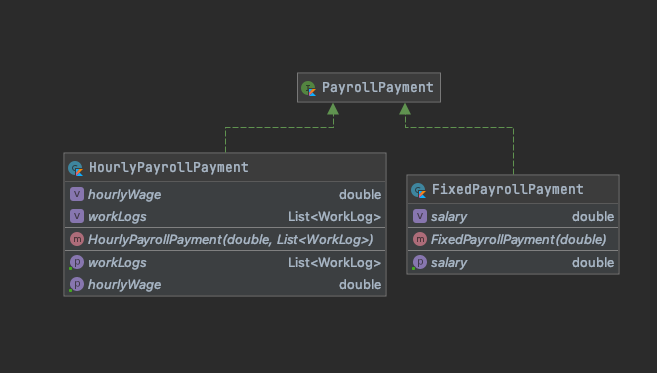 PayrollPayment
HourlyPayrollPayment
hourlyWage double
workLogs List<WorkLog>
HourlyPayrollPayment(double, List<WorkLog>)
workLogs List<WorkLog>
hourlyWage double
FixedPayrollPayment
salary double
FixedPayrollPayment(double)
salary double